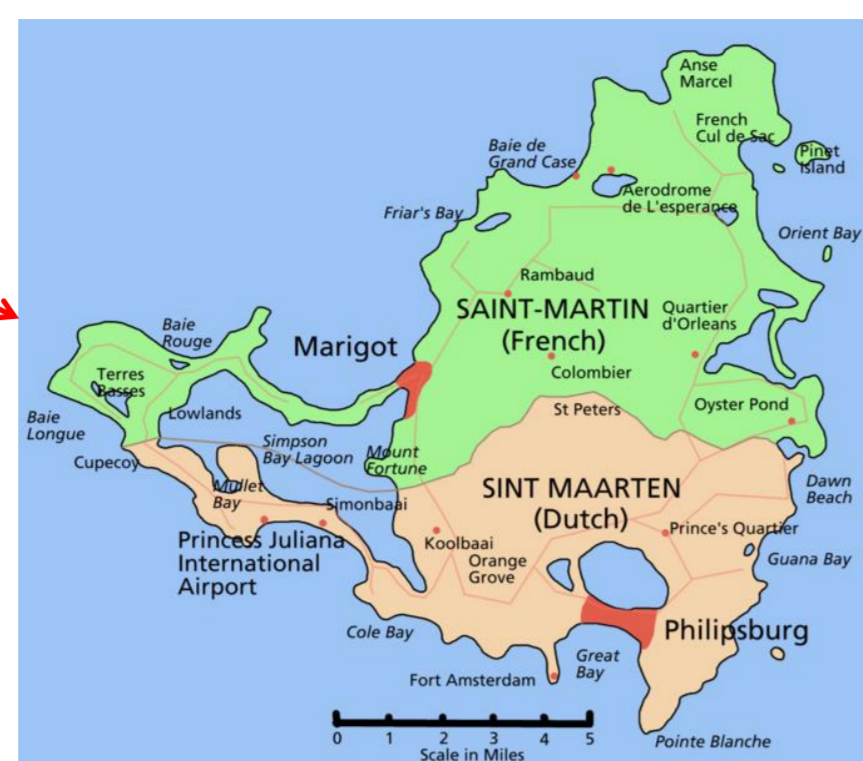 Anse
Marcel
French
Cul de Sac
Baie de
Grand Case
Pinet
Island
Aerodrome
de L'esperance
Friar's Bay
Orient Bay
Rambaud
SAINT-MARTIN
(French)
Quartier
d'Orleans
Baie
Rouge
Marigot
Colombier
Terres
Basses
Lowlands
St Peters
Oyster Pond
Baie
Longue
Simpson
Bay Lagoon
Mount
Fortune
Cupecoy
Mullet
Bay
Simonbaai
SINT MAARTEN
(Dutch)
Dawn
Beach
Princess Juliana
International
Airport
Koolbaai
Prince's Quartier
Orange
Grove
Guana Bay
Cole Bay
Philipsburg
Great
Bay
Fort Amsterdam
0 1 2 3 4 5
Scale in Miles
Pointe Blanche